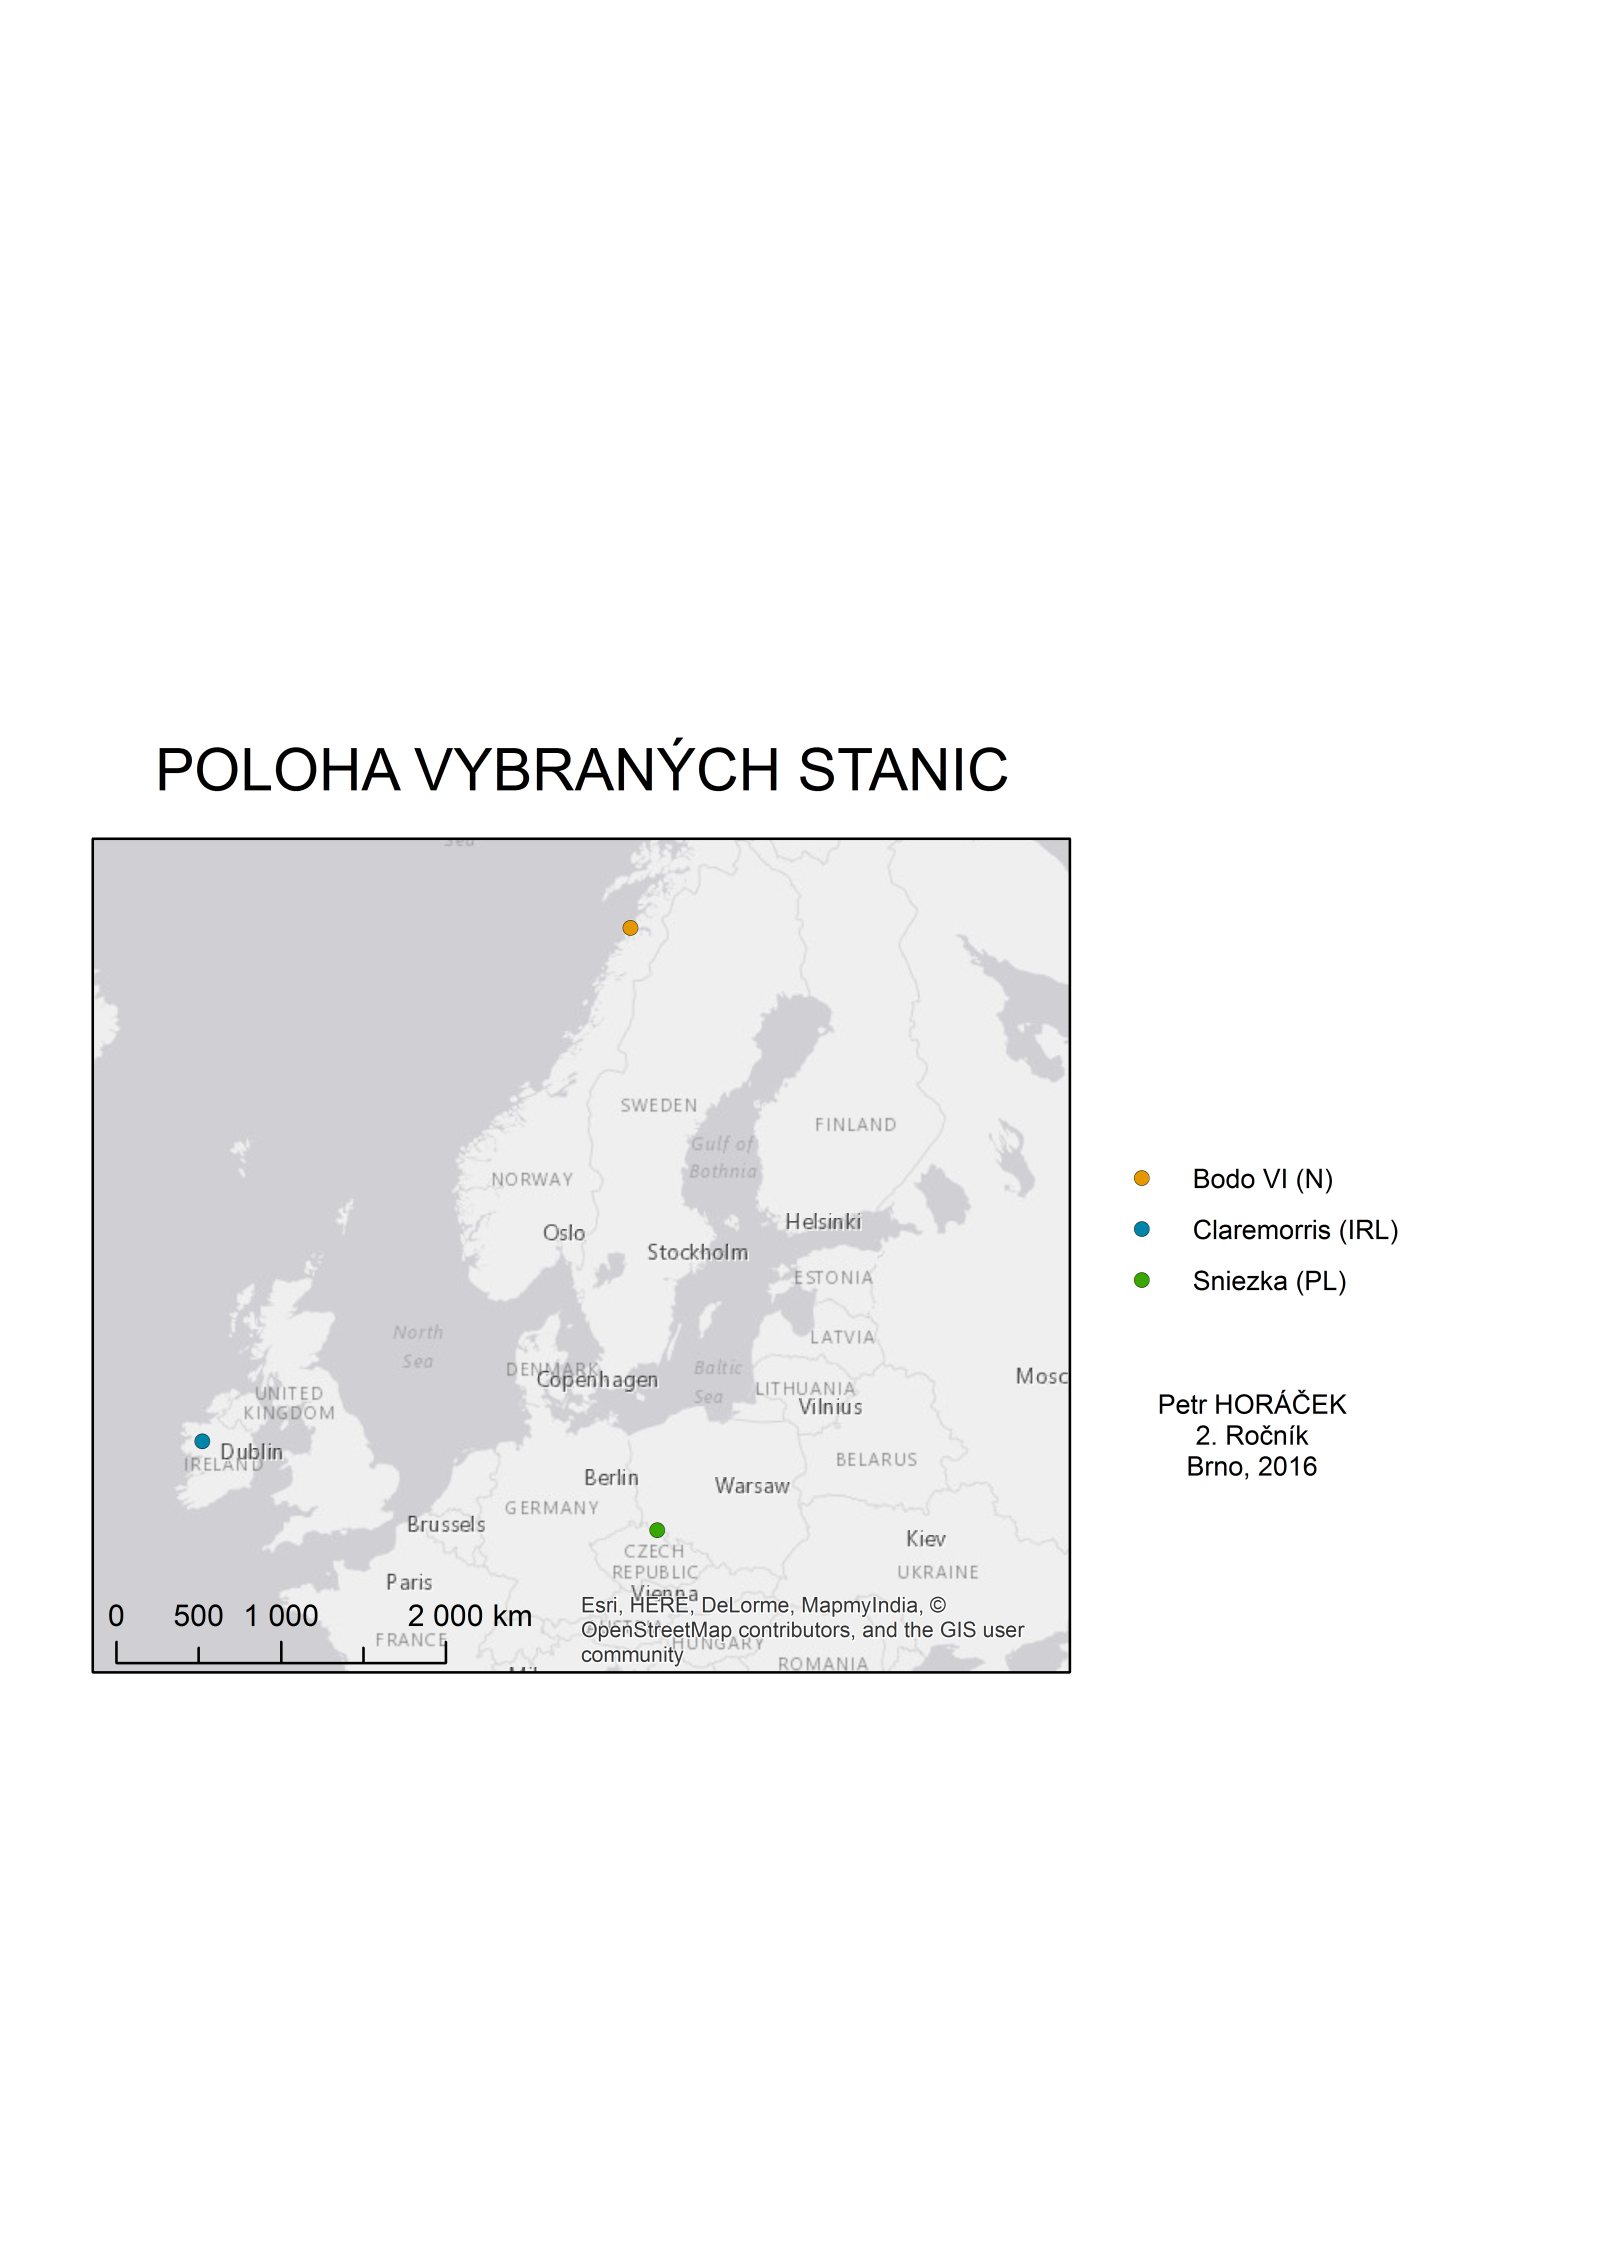 POLOHA VYBRANÝCH STANIC
Sea
SWEDEN
FINLAND
Gulf of
Bothnia
NORWAY
Oslo
Helsinki
Stockholm
ESTONIA
North
Sea
LATVIA
DENMARK
Copenhagen
Baltic
Sea
LITHUANIA
Vilnius
Mosc
UNITED
KINGDOM
Dublin
IRELAND
BELARUS
Berlin
Warsaw
GERMANY
Brussels
Kiev
CZECH
REPUBLIC
UKRAINE
Paris
Vienna
AUSTRIA
HUNGARY
FRANCE
ROMANIA
0 500 1 000 2 000 km
Esri, HERE, DeLorme, MapmyIndia, ©
OpenStreetMap contributors, and the GIS user
community
Bodo VI (N)
Claremorris (IRL)
Sniezka (PL)
Petr HORÁČEK
2. Ročník
Brno, 2016